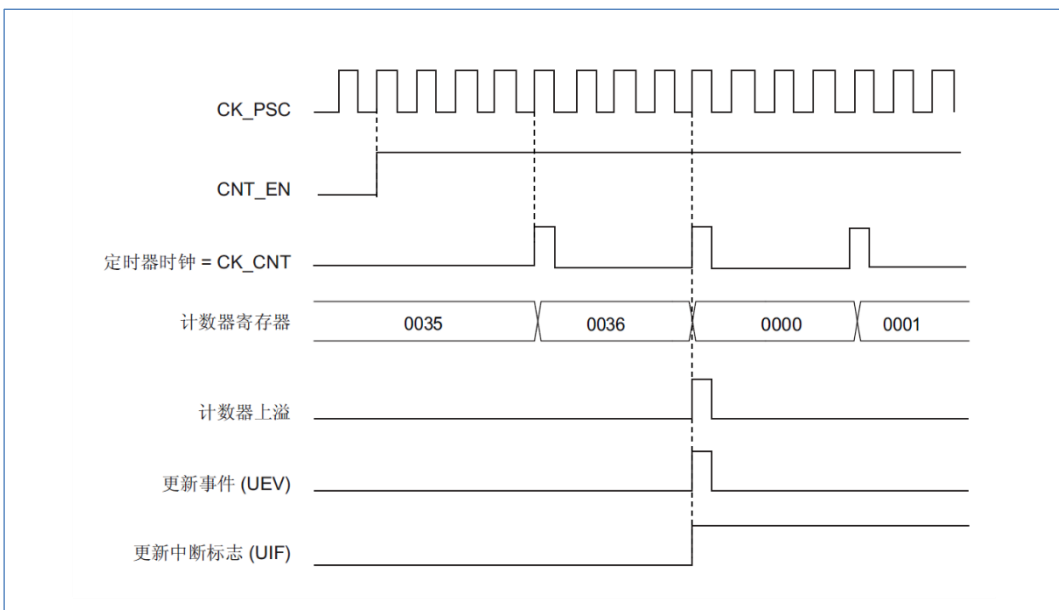 CK_PSC
CNT_EN
定时器时钟 = CK_CNT
计数器寄存器
0035
0036
0000
0001
计数器上溢
更新事件 (UEV)
更新中断标志 (UIF)